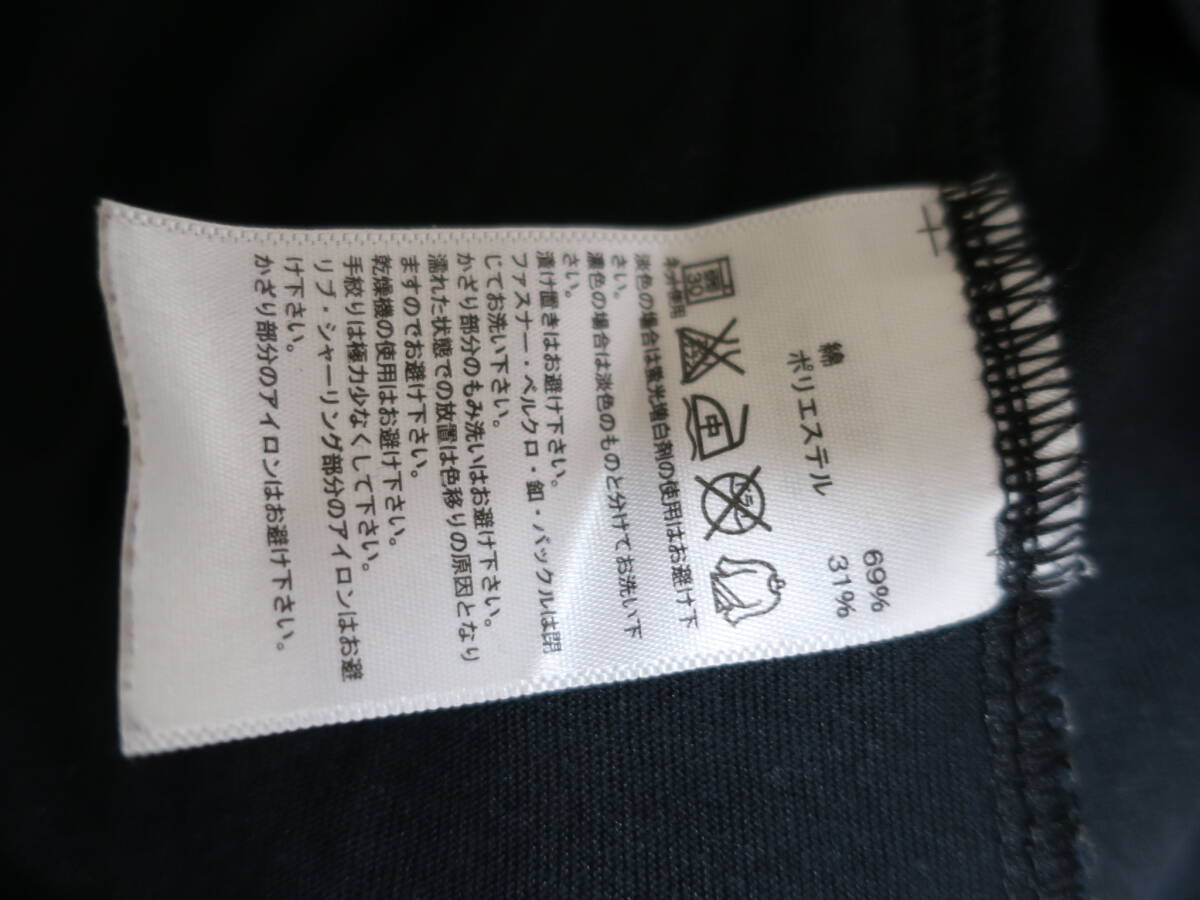 綿 69%
ポリエステル 31%
30 中
ネット使用
淡色の場合は蛍光増白剤の使用はお避け下
さい。
濃色の場合は淡色のものと分けてお洗い下
さい。
漬け置きはお避け下さい。
ファスナー・ベルクロ・釦・バックルは閉
じてお洗い下さい。
かざり部分のもみ洗いはお避け下さい。
濡れた状態での放置は色移りの原因となり
ますのでお避け下さい。
乾燥機の使用はお避け下さい。
手絞りは極力少なくして下さい。
リブ・シャーリング部分のアイロンはお避
け下さい。
かざり部分のアイロンはお避け下さい。